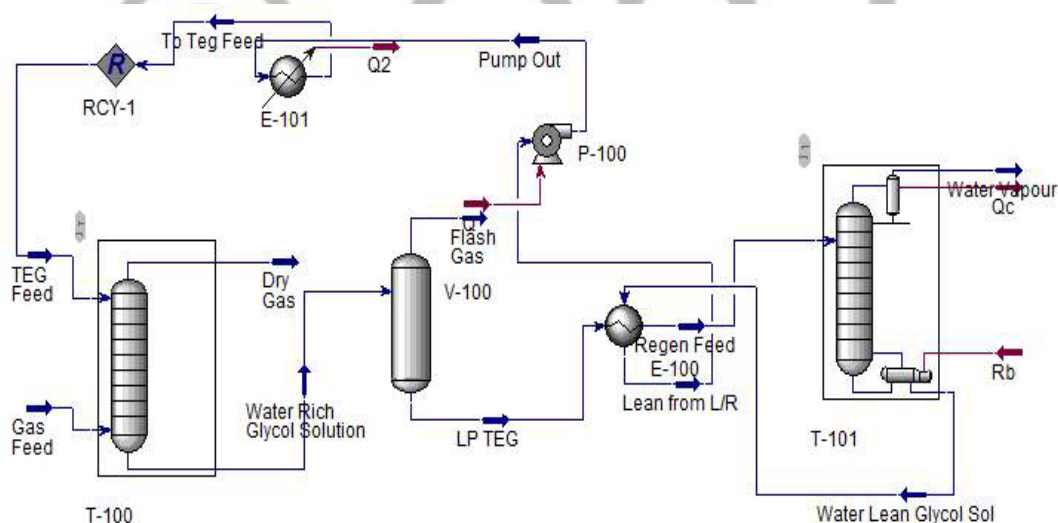 To Teg Feed
Q2
Pump Out
R
RCY-1
E-101
P-100
Water Vapour
Qc
Q
Flash
Gas
TEG
Feed
Dry
Gas
V-100
Regen Feed
E-100
Rb
Gas
Feed
Water Rich
Glycol Solution
LP TEG
Lean from L/R
T-101
T-100
Water Lean Glycol Sol